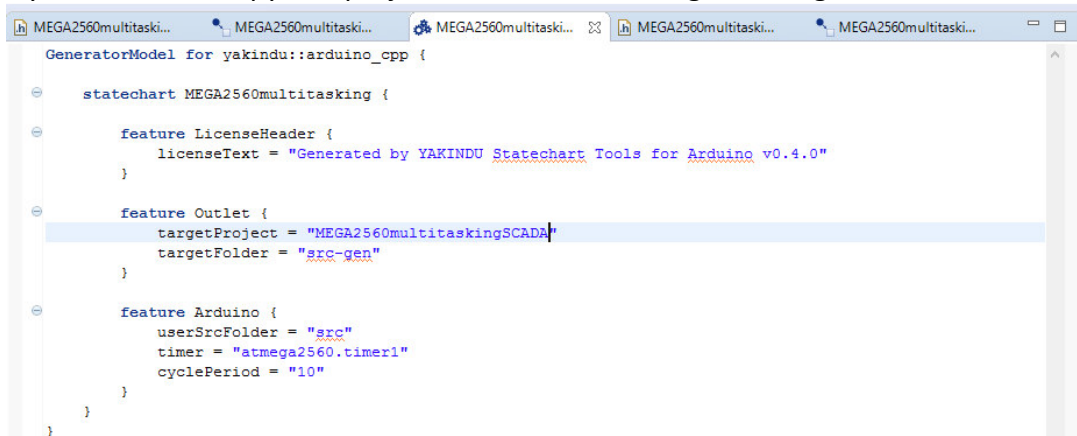 MEGA2560multitaski... MEGA2560multitaski... MEGA2560multitaski... MEGA2560multitaski... MEGA2560multitaski...
GeneratorModel for yakindu::arduino_cpp {
statechart MEGA2560multitasking {
feature LicenseHeader {
licenseText = "Generated by YAKINDU Statechart Tools for Arduino v0.4.0"
}
feature Outlet {
targetProject = "MEGA2560multitaskingSCADA"
targetFolder = "src-gen"
}
feature Arduino {
userSrcFolder = "src"
timer = "atmega2560.timer1"
cyclePeriod = "10"
}
}
}